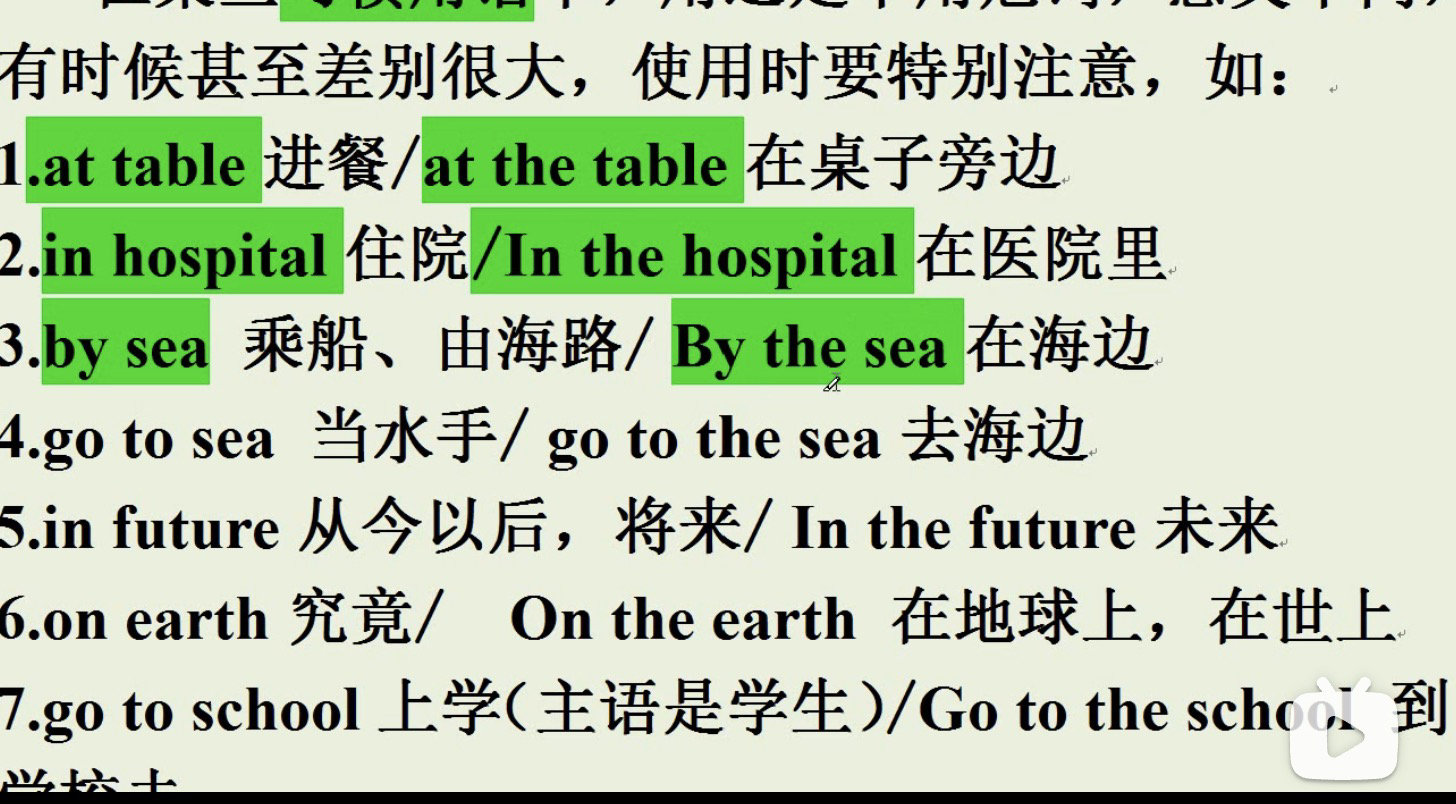 有时候甚至差别很大，使用时要特别注意，如：
1.at table 进餐/at the table 在桌子旁边
2.in hospital 住院/In the hospital 在医院里
3.by sea 乘船、由海路/ By the sea 在海边
4.go to sea 当水手/ go to the sea 去海边
5.in future 从今以后，将来/ In the future 未来
6.on earth 究竟/ On the earth 在地球上，在世上
7.go to school 上学（主语是学生）/Go to the school 到